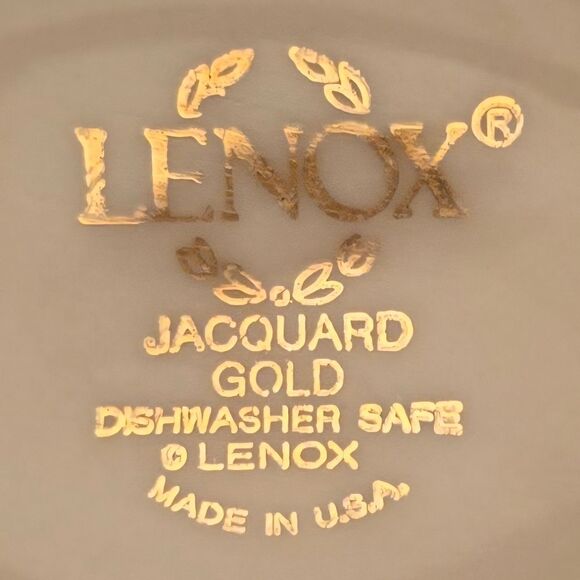 LENOX®
JACQUARD
GOLD
DISHWASHER SAFE
© LENOX
MADE IN U.S.A.